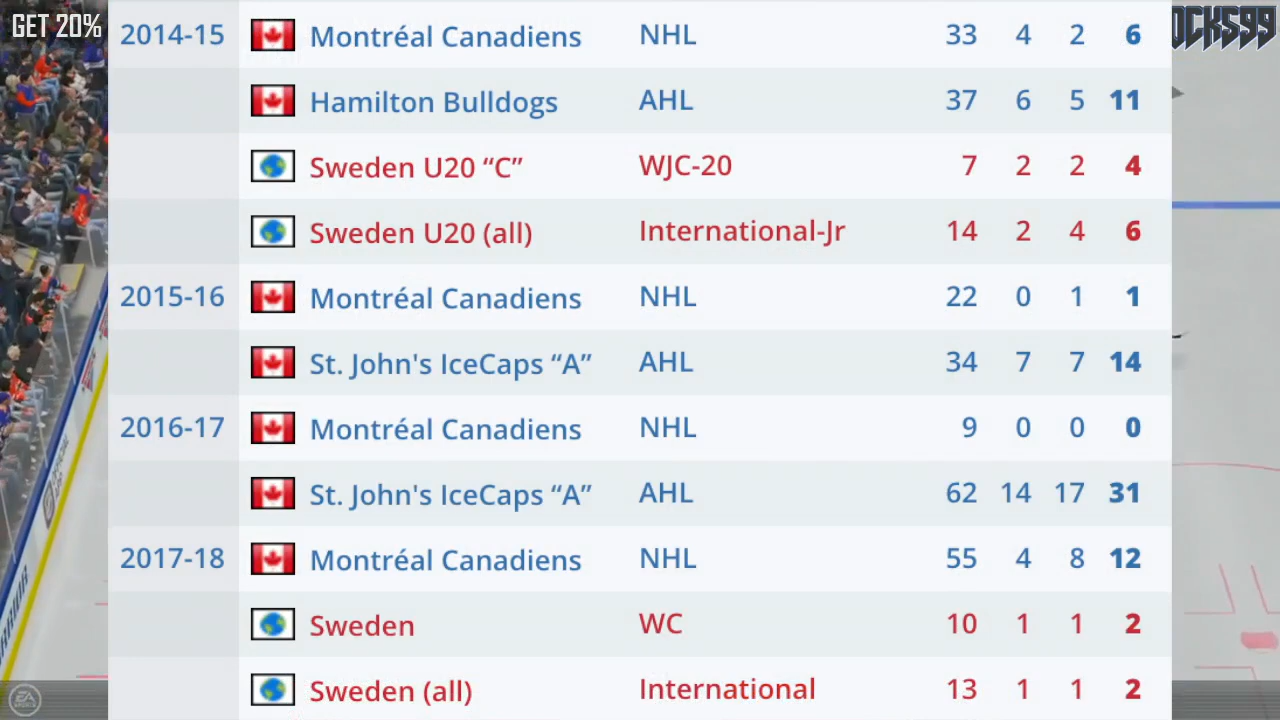 GET 20%
2014-15 Montréal Canadiens NHL 33 4 2 6
Hamilton Bulldogs AHL 37 6 5 11
Sweden U20 “C” WJC-20 7 2 2 4
Sweden U20 (all) International-Jr 14 2 4 6
2015-16 Montréal Canadiens NHL 22 0 1 1
St. John's IceCaps “A” AHL 34 7 7 14
2016-17 Montréal Canadiens NHL 9 0 0 0
St. John's IceCaps “A” AHL 62 14 17 31
2017-18 Montréal Canadiens NHL 55 4 8 12
Sweden WC 10 1 1 2
Sweden (all) International 13 1 1 2
EA
SPORTS